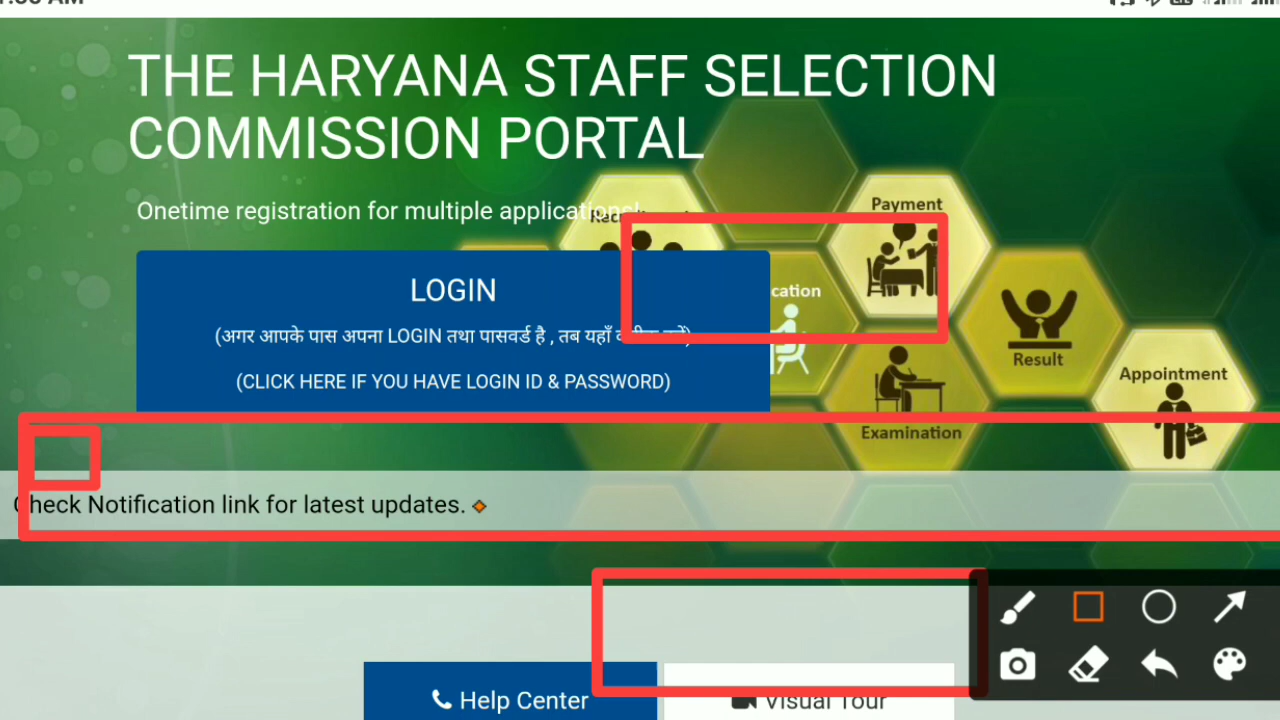 THE HARYANA STAFF SELECTION
COMMISSION PORTAL
Onetime registration for multiple applications!
Payment
LOGIN
cation
(अगर आपके पास अपना LOGIN तथा पासवर्ड है , तब यहाँ
Result
(CLICK HERE IF YOU HAVE LOGIN ID & PASSWORD)
Appointment
Examination
Check Notification link for latest updates.
Help Center
Visual Tour